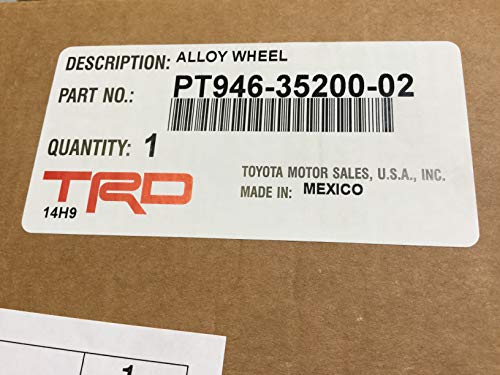 DESCRIPTION: ALLOY WHEEL
PART NO.: PT946-35200-02
QUANTITY: 1
TRD
14H9
TOYOTA MOTOR SALES, U.S.A., INC.
MADE IN: MEXICO
1